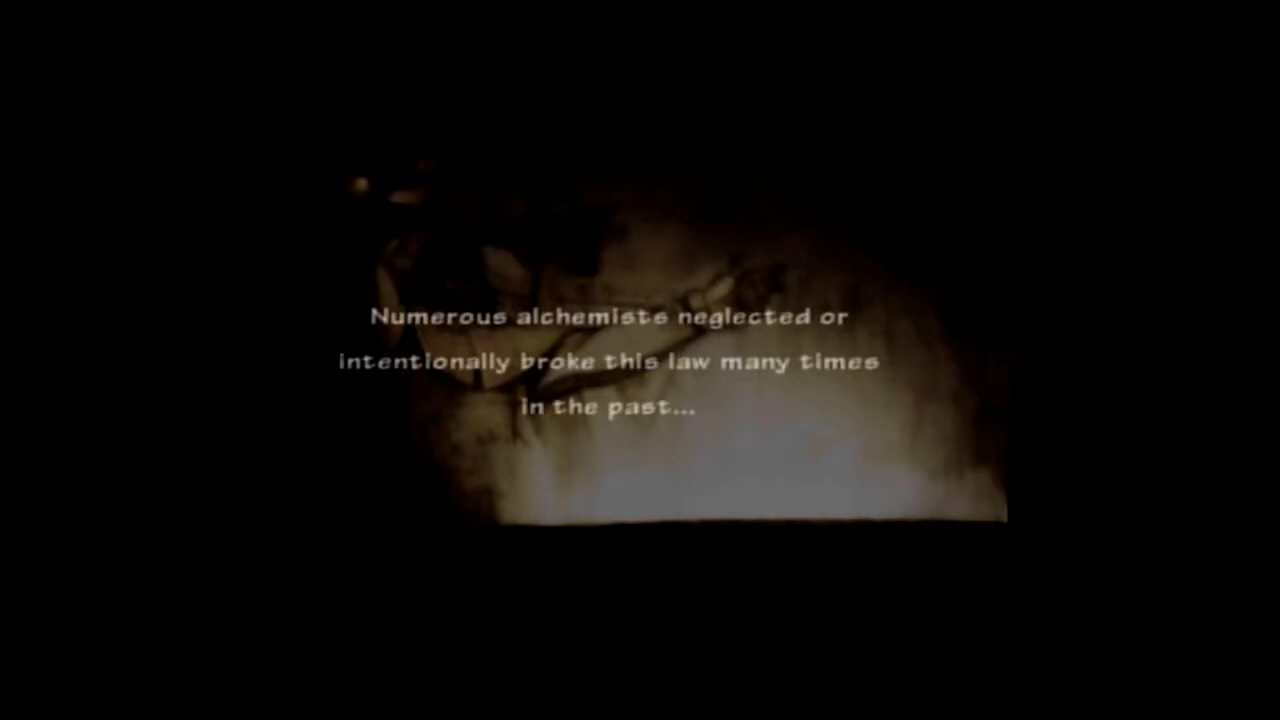 Numerous alchemists neglected or
intentionally broke this law many times
in the past...